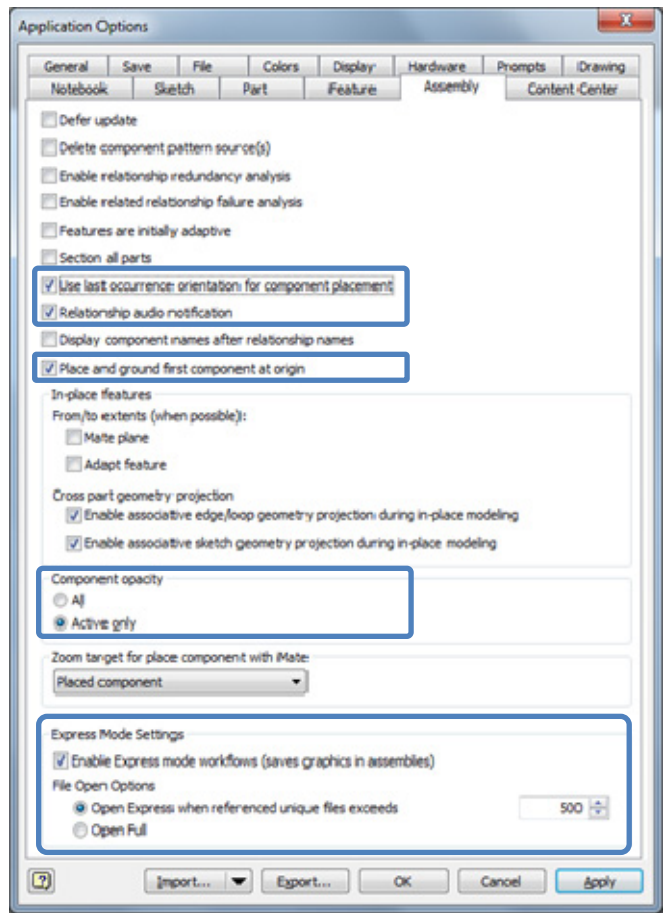 Application Options
General Save File Colors Display Hardware Prompts iDrawing
Notebook Sketch Part iFeature Assembly Content Center
Defer update
Delete component pattern source(s)
Enable relationship redundancy analysis
Enable related relationship failure analysis
Features are initially adaptive
Section all parts
Use last occurrence orientation for component placement
Relationship audio notification
Display component names after relationship names
Place and ground first component at origin
In-place features
From/to extents (when possible):
Mate plane
Adapt feature
Cross part geometry projection
Enable associative edge/loop geometry projection during in-place modeling
Enable associative sketch geometry projection during in-place modeling
Component opacity
All
Active only
Zoom target for place component with iMate
Placed component
Express Mode Settings
Enable Express mode workflows (saves graphics in assemblies)
File Open Options
Open Express when referenced unique files exceeds 500
Open Full
? Import... Export... OK Cancel Apply